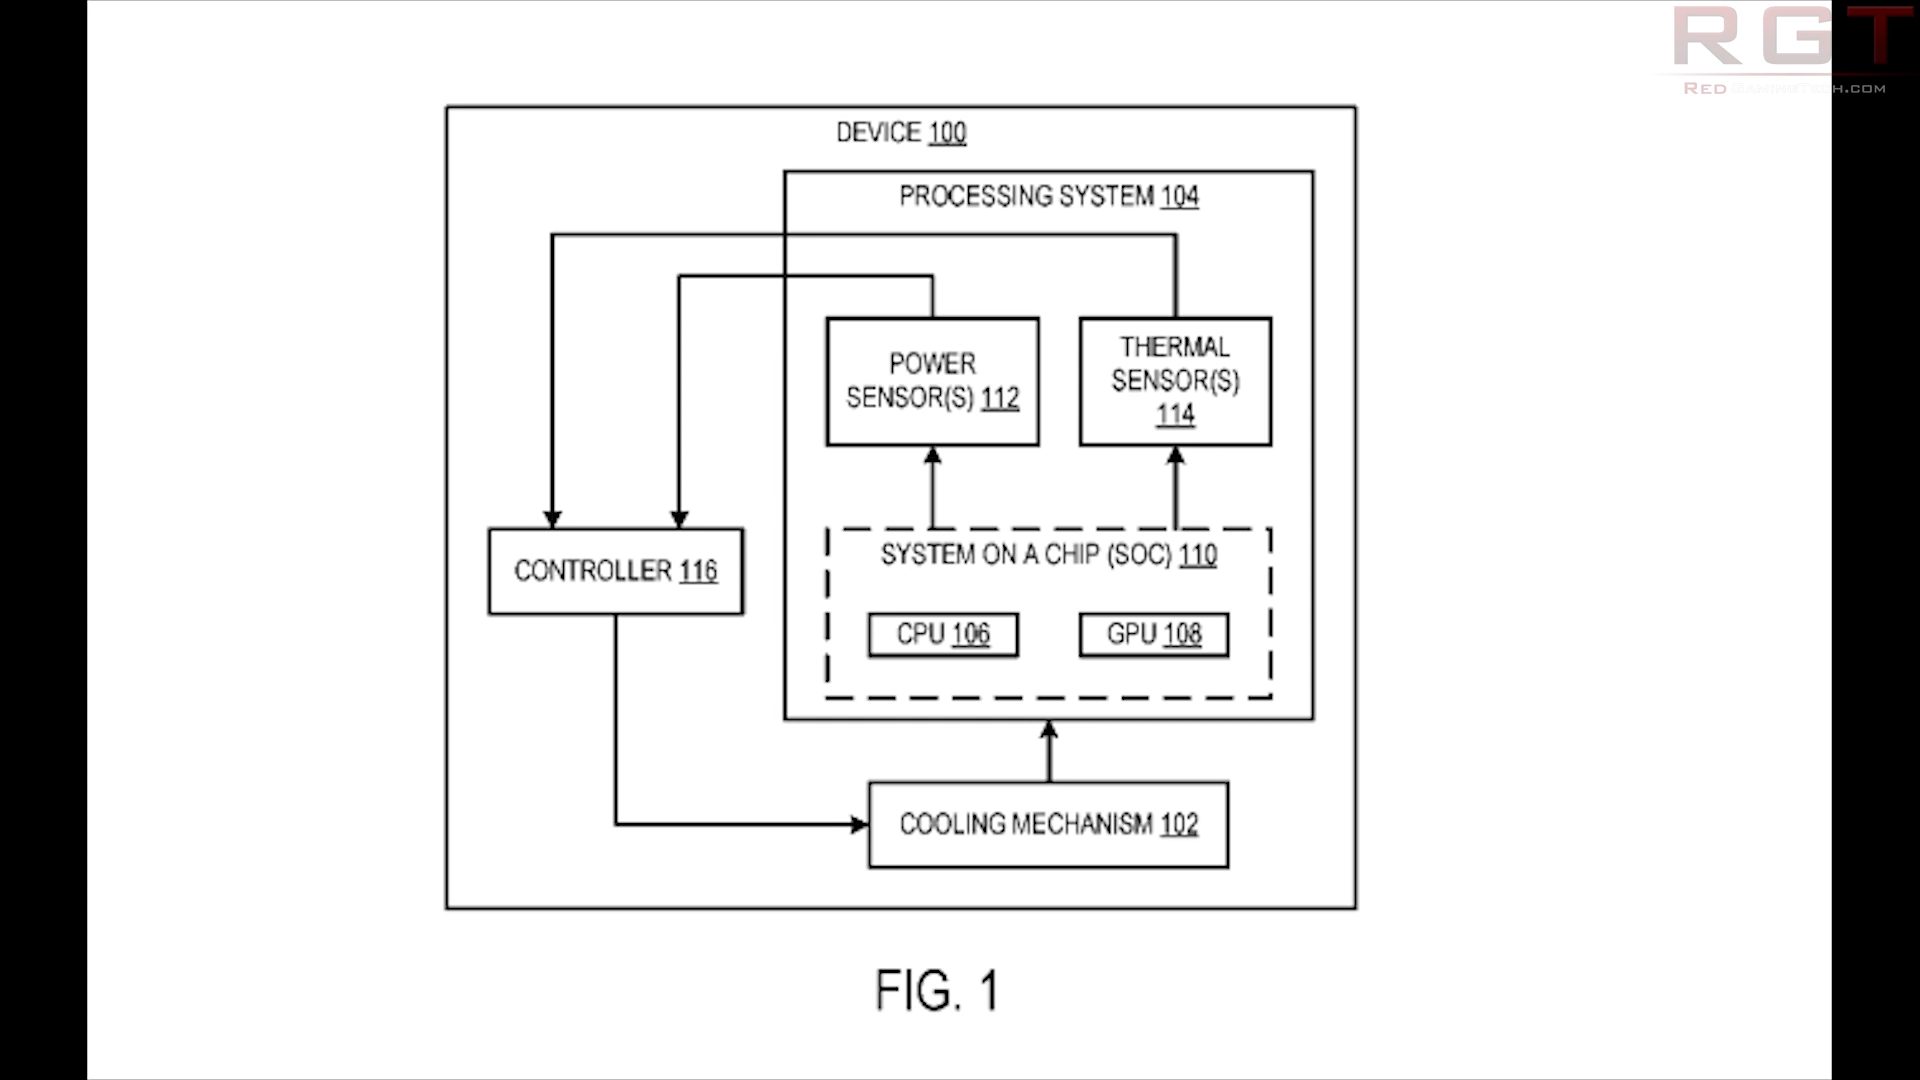 RGT
REDGAMINGTECH.COM
DEVICE 100
PROCESSING SYSTEM 104
POWER
SENSOR(S) 112
THERMAL
SENSOR(S)
114
CONTROLLER 116
SYSTEM ON A CHIP (SOC) 110
CPU 106
GPU 108
COOLING MECHANISM 102
FIG. 1